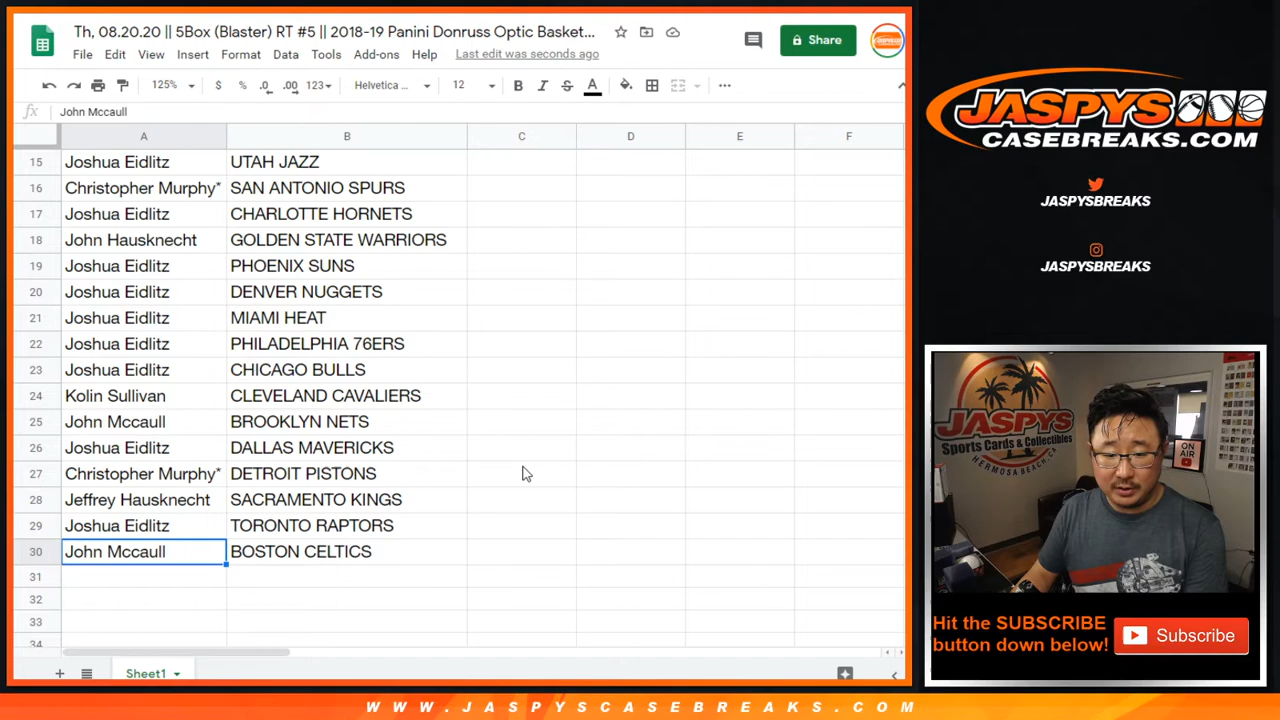 Th, 08.20.20 || 5Box (Blaster) RT #5 || 2018-19 Panini Donruss Optic Basket...
File Edit View Insert Format Data Tools Add-ons Help Last edit was seconds ago
Share
125% $ % .0 .00 123 Helvetica ... 12 B I S A ...
fx John Mccaull
A B C D E F
15 Joshua Eidlitz UTAH JAZZ
16 Christopher Murphy* SAN ANTONIO SPURS
17 Joshua Eidlitz CHARLOTTE HORNETS
18 John Hausknecht GOLDEN STATE WARRIORS
19 Joshua Eidlitz PHOENIX SUNS
20 Joshua Eidlitz DENVER NUGGETS
21 Joshua Eidlitz MIAMI HEAT
22 Joshua Eidlitz PHILADELPHIA 76ERS
23 Joshua Eidlitz CHICAGO BULLS
24 Kolin Sullivan CLEVELAND CAVALIERS
25 John Mccaull BROOKLYN NETS
26 Joshua Eidlitz DALLAS MAVERICKS
27 Christopher Murphy* DETROIT PISTONS
28 Jeffrey Hausknecht SACRAMENTO KINGS
29 Joshua Eidlitz TORONTO RAPTORS
30 John Mccaull BOSTON CELTICS
31
32
33
34
Sheet1
JASPYS
CASEBREAKS.COM
JASPYSBREAKS
JASPYSBREAKS
JASPYS
Sports Cards & Collectibles
HERMOSA BEACH, CA
ON AIR
Hit the SUBSCRIBE
button down below!
Subscribe
WWW.JASPYSCASEBREAKS.COM